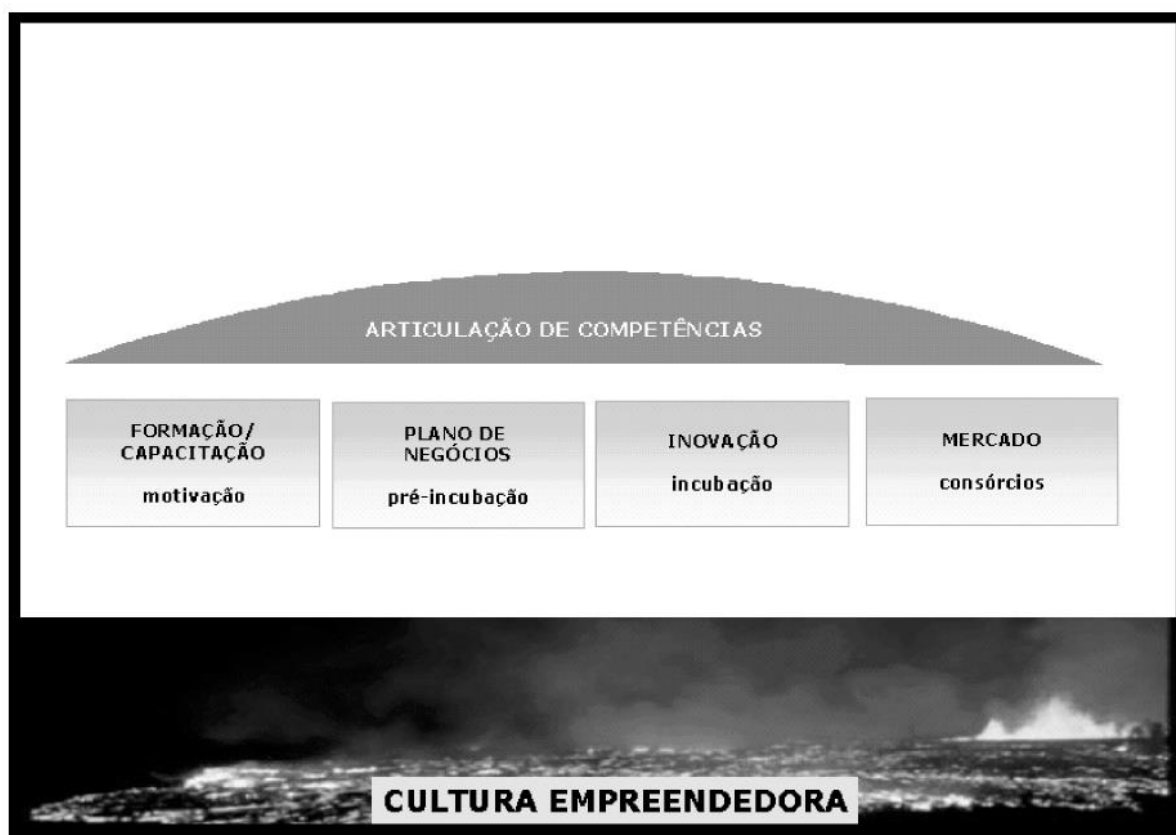 ARTICULAÇÃO DE COMPETÊNCIAS
FORMAÇÃO/
CAPACITAÇÃO
motivação
PLANO DE
NEGÓCIOS
pré-incubação
INOVAÇÃO
incubação
MERCADO
consórcios
CULTURA EMPREENDEDORA